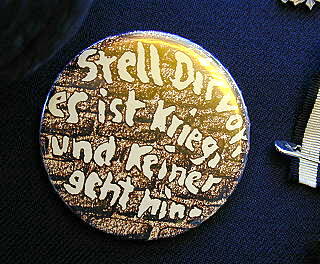 Stell Dir vor
es ist Krieg,
und keiner
geht hin-